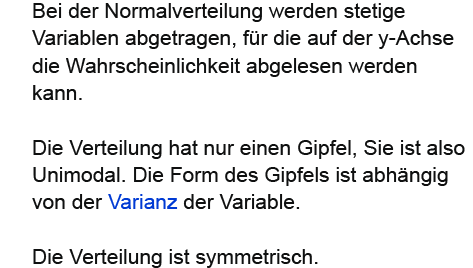 Bei der Normalverteilung werden stetige
Variablen abgetragen, für die auf der y-Achse
die Wahrscheinlichkeit abgelesen werden
kann.
Die Verteilung hat nur einen Gipfel, Sie ist also
Unimodal. Die Form des Gipfels ist abhängig
von der Varianz der Variable.
Die Verteilung ist symmetrisch.